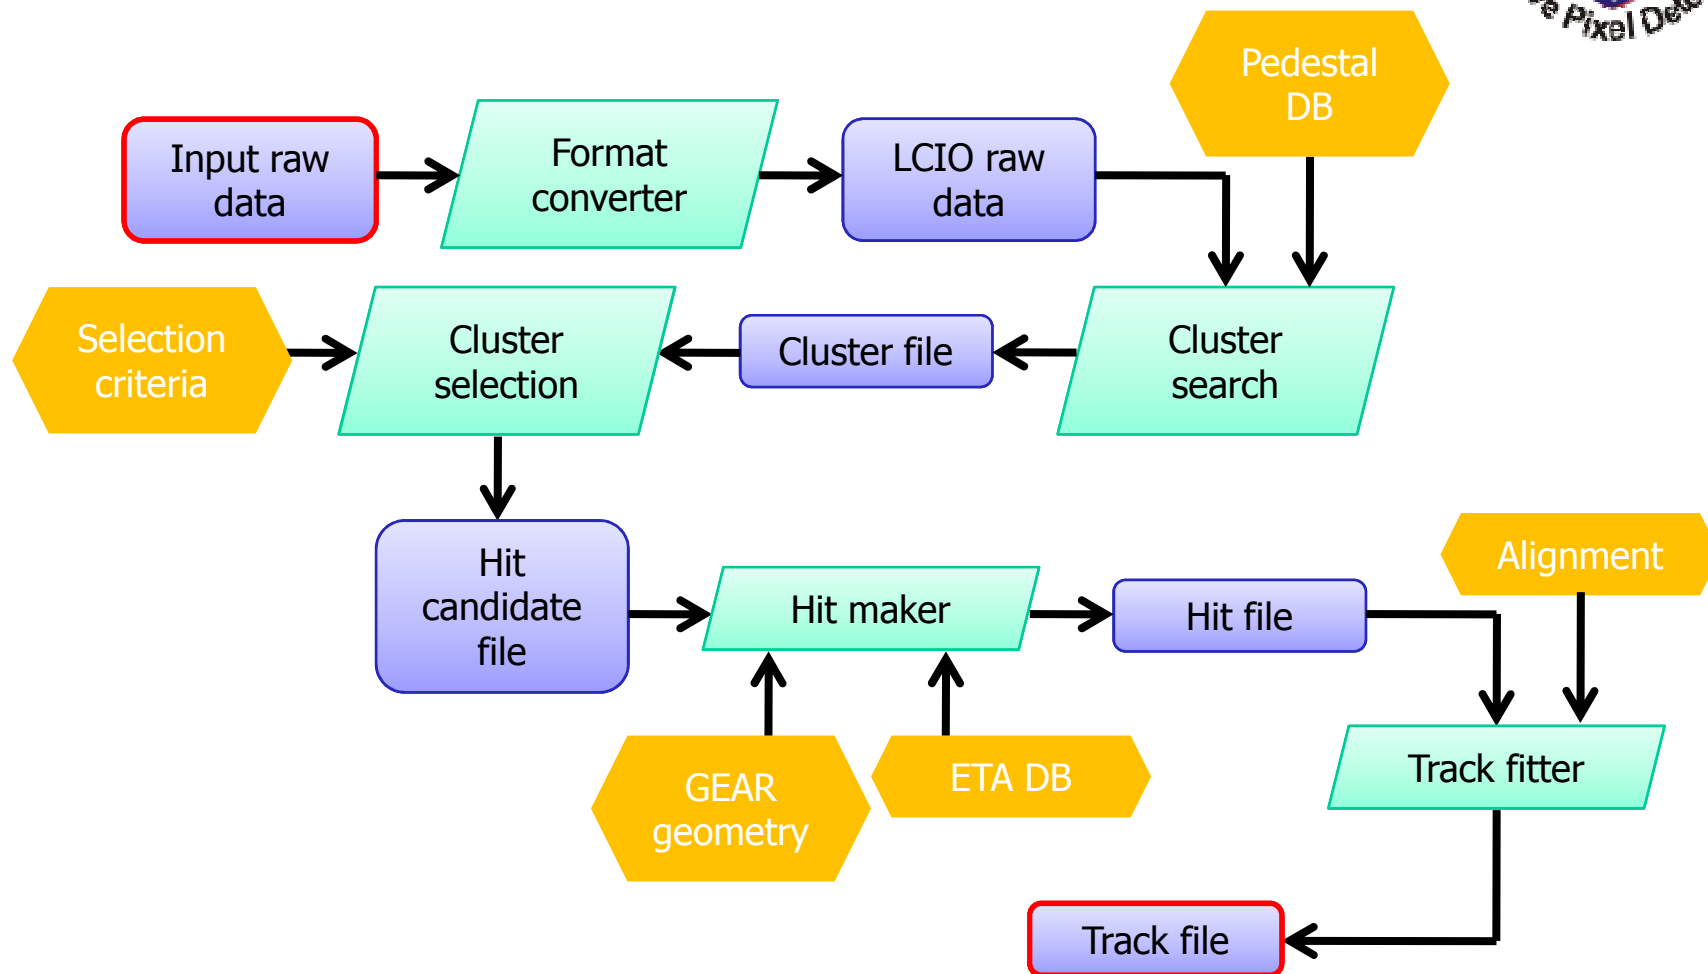 Pixel
Pedestal
DB
Input raw
data
Format
converter
LCIO raw
data
Selection
criteria
Cluster
selection
Cluster file
Cluster
search
Hit
candidate
file
Hit maker
Hit file
Alignment
GEAR
geometry
ETA DB
Track fitter
Track file